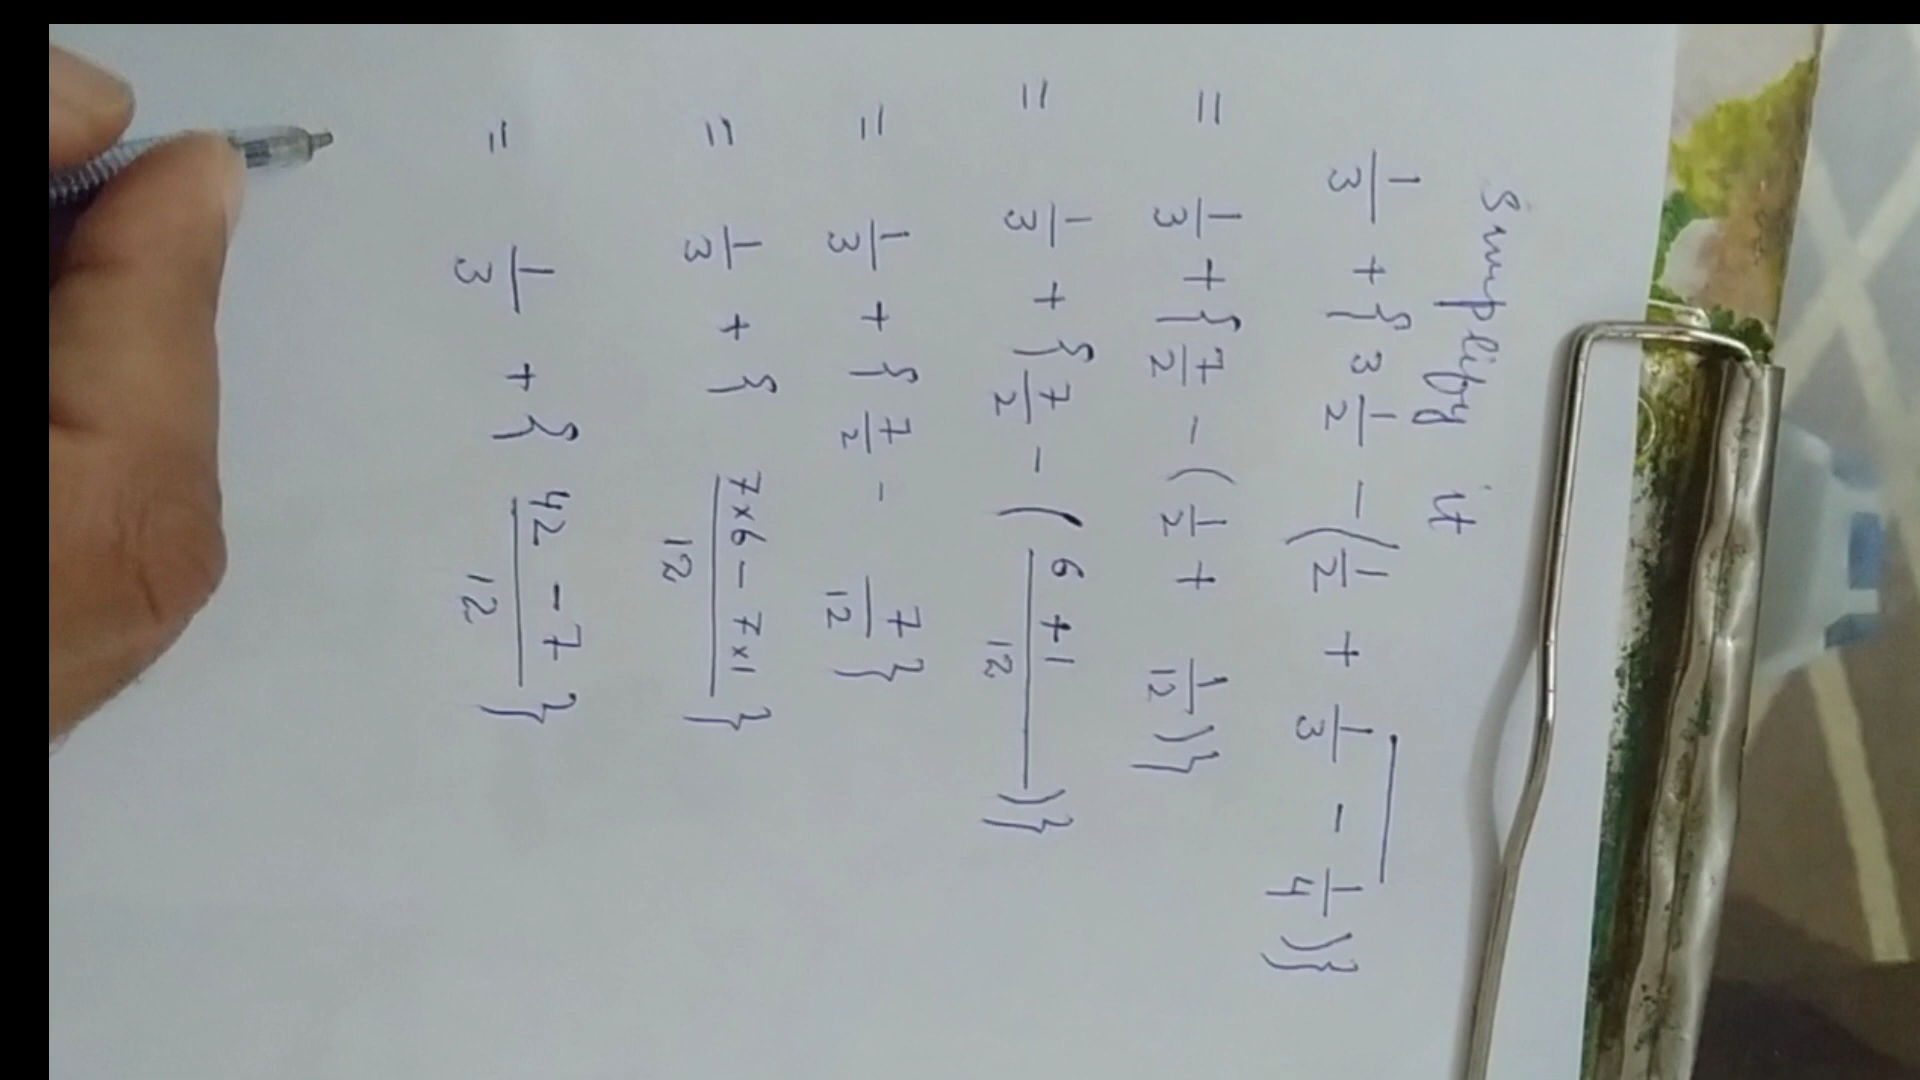 Simplify it
1/3 + { 3 1/2 - ( 1/2 + 1/3 - 1/4 ) }
= 1/3 + { 7/2 - ( 1/2 + 1/12 ) }
= 1/3 + { 7/2 - ( 6 + 1 / 12 ) }
= 1/3 + { 7/2 - 7/12 }
= 1/3 + { 7×6 - 7×1 / 12 }
= 1/3 + { 42 - 7 / 12 }